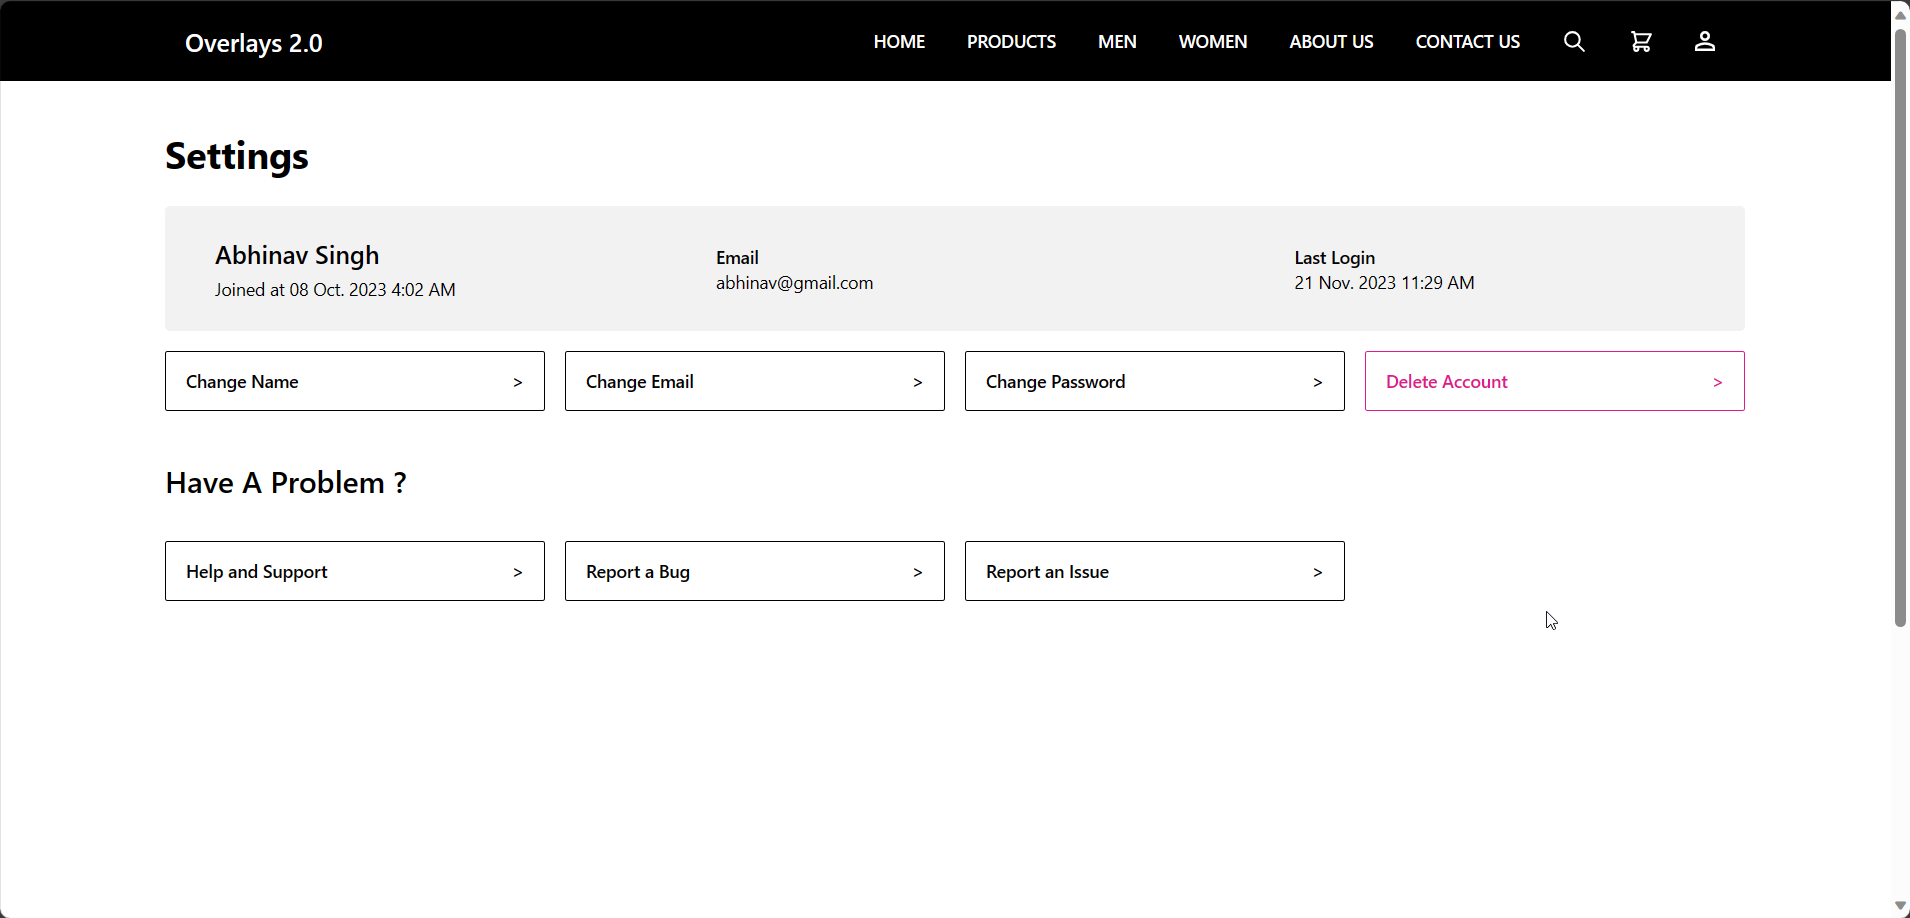 Overlays 2.0
HOME PRODUCTS MEN WOMEN ABOUT US CONTACT US
Settings
Abhinav Singh
Joined at 08 Oct. 2023 4:02 AM
Email
abhinav@gmail.com
Last Login
21 Nov. 2023 11:29 AM
Change Name >
Change Email >
Change Password >
Delete Account >
Have A Problem ?
Help and Support >
Report a Bug >
Report an Issue >